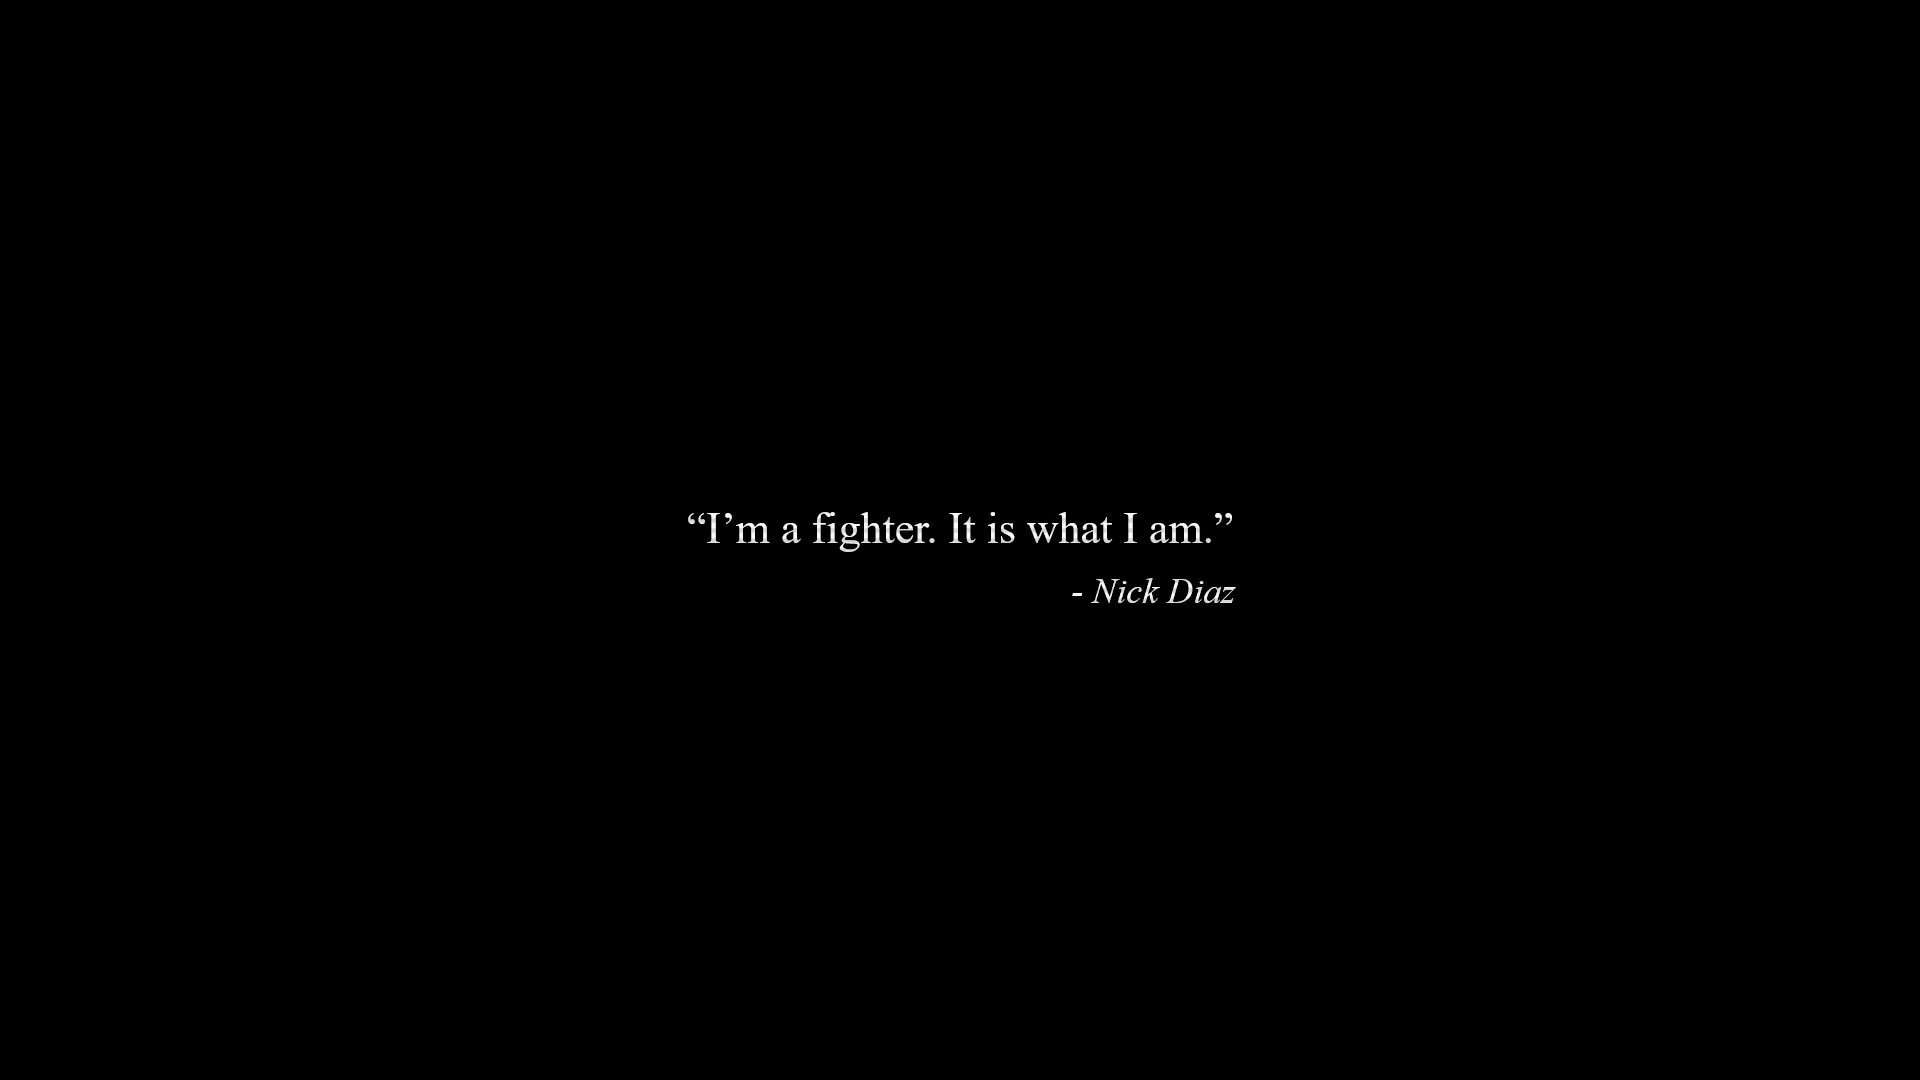 “I’m a fighter. It is what I am.”
- Nick Diaz